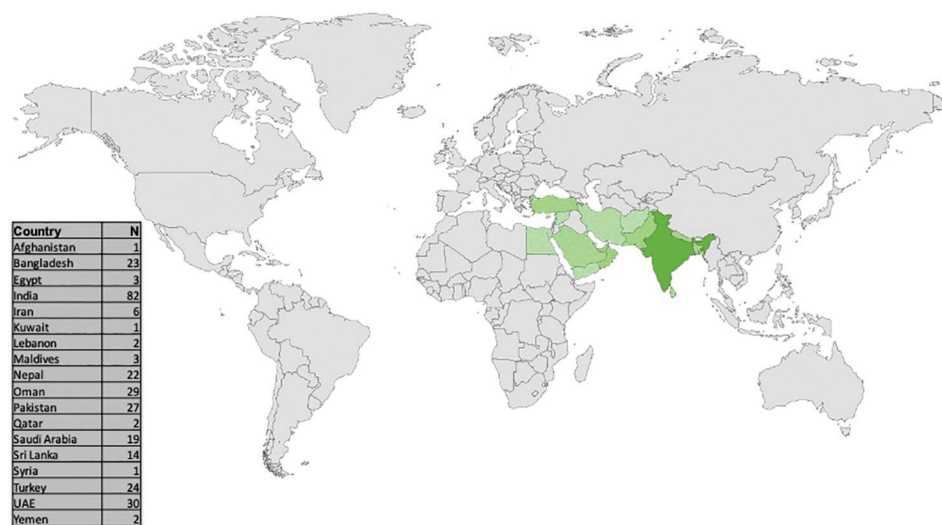 Country N
Afghanistan 1
Bangladesh 23
Egypt 3
India 82
Iran 6
Kuwait 1
Lebanon 2
Maldives 3
Nepal 22
Oman 29
Pakistan 27
Qatar 2
Saudi Arabia 19
Sri Lanka 14
Syria 1
Turkey 24
UAE 30
Yemen 2